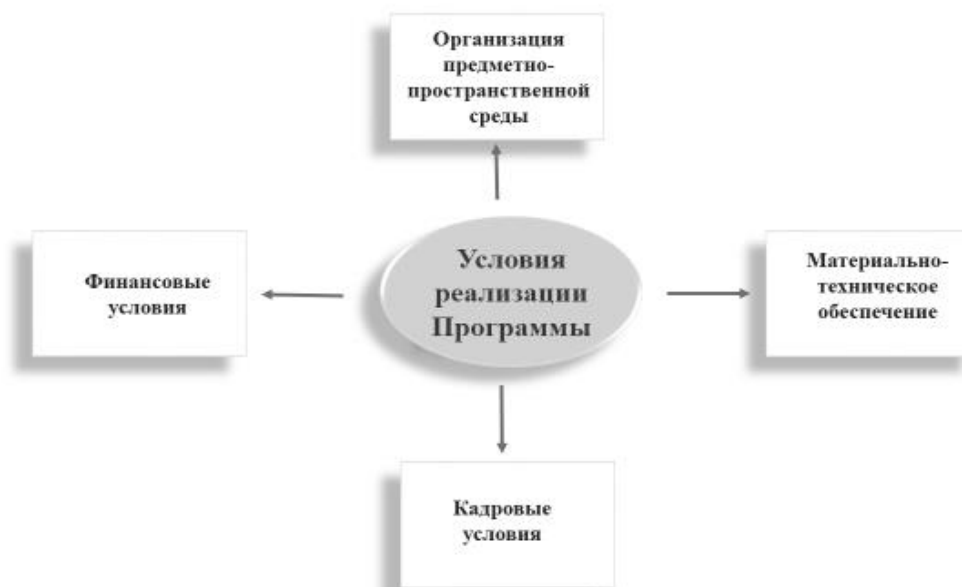 Организация
предметно-
пространственной
среды
Финансовые
условия
Условия
реализации
Программы
Материально-
техническое
обеспечение
Кадровые
условия